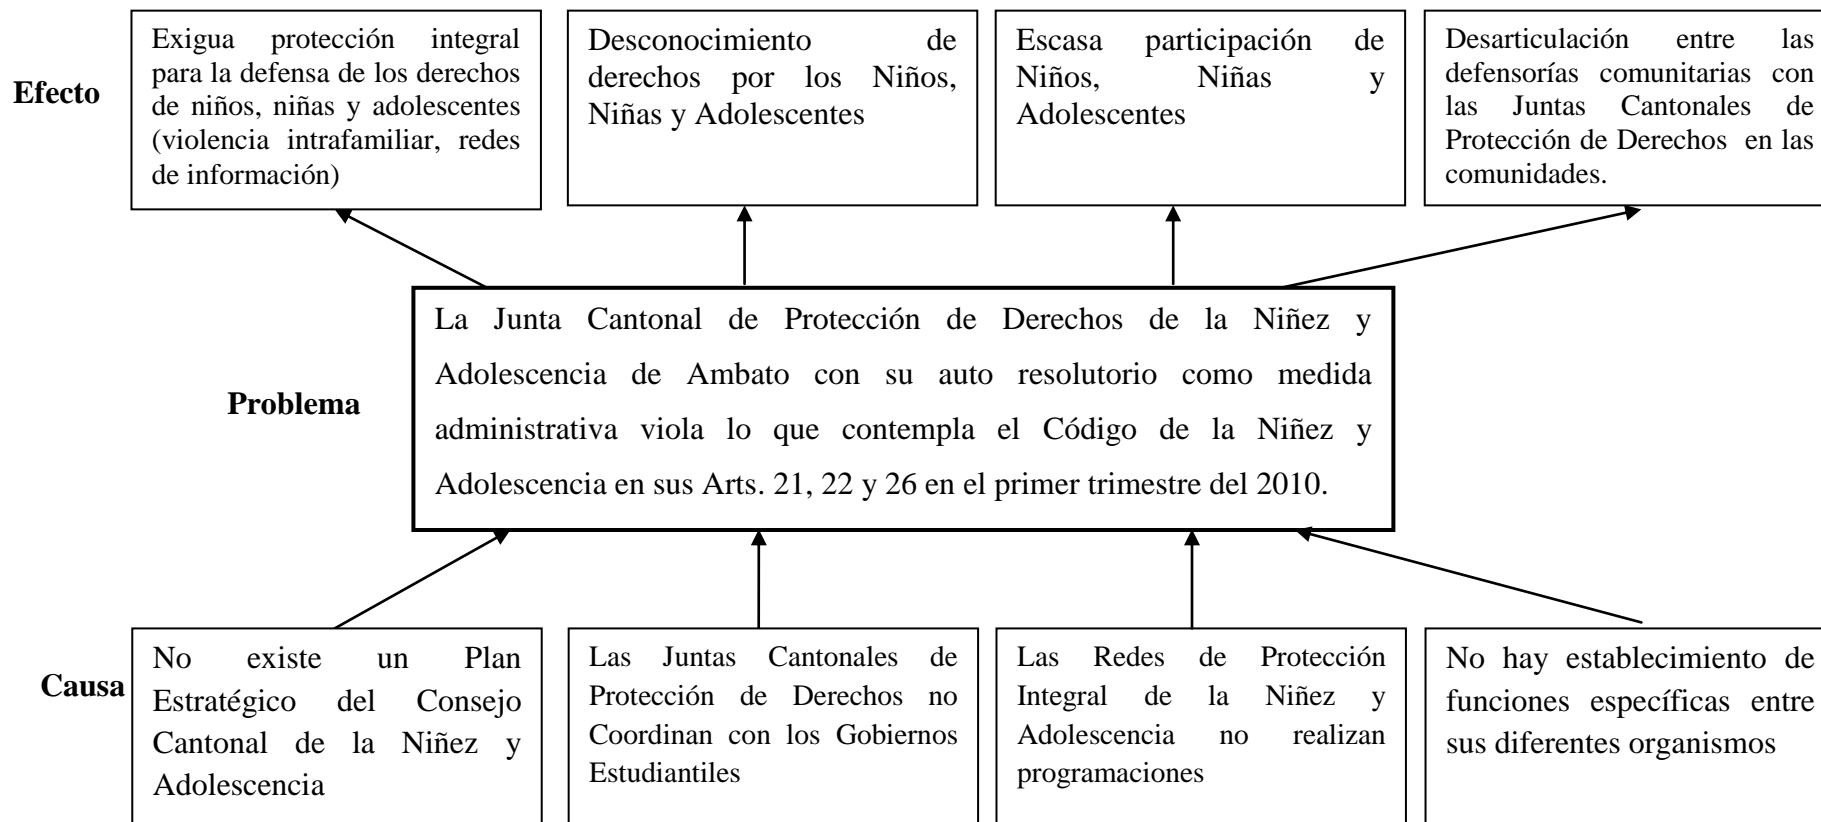 Efecto
Exigua protección integral
para la defensa de los derechos
de niños, niñas y adolescentes
(violencia intrafamiliar, redes
de información)
Desconocimiento de
derechos por los Niños,
Niñas y Adolescentes
Escasa participación de
Niños, Niñas y
Adolescentes
Desarticulación entre las
defensorías comunitarias con
las Juntas Cantonales de
Protección de Derechos en las
comunidades.
Problema
La Junta Cantonal de Protección de Derechos de la Niñez y
Adolescencia de Ambato con su auto resolutorio como medida
administrativa viola lo que contempla el Código de la Niñez y
Adolescencia en sus Arts. 21, 22 y 26 en el primer trimestre del 2010.
Causa
No existe un Plan
Estratégico del Consejo
Cantonal de la Niñez y
Adolescencia
Las Juntas Cantonales de
Protección de Derechos no
Coordinan con los Gobiernos
Estudiantiles
Las Redes de Protección
Integral de la Niñez y
Adolescencia no realizan
programaciones
No hay establecimiento de
funciones específicas entre
sus diferentes organismos